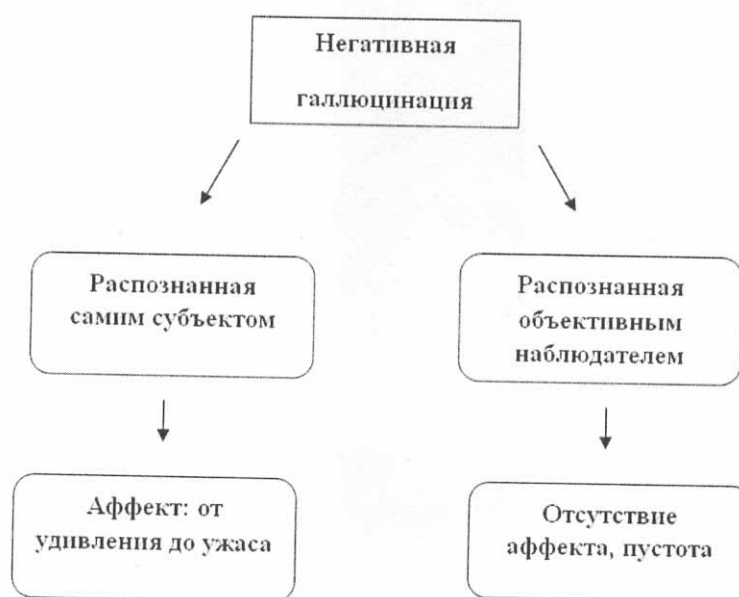 Негативная
галлюцинация
Распознанная
самим субъектом
Распознанная
объективным
наблюдателем
Аффект: от
удивления до ужаса
Отсутствие
аффекта, пустота